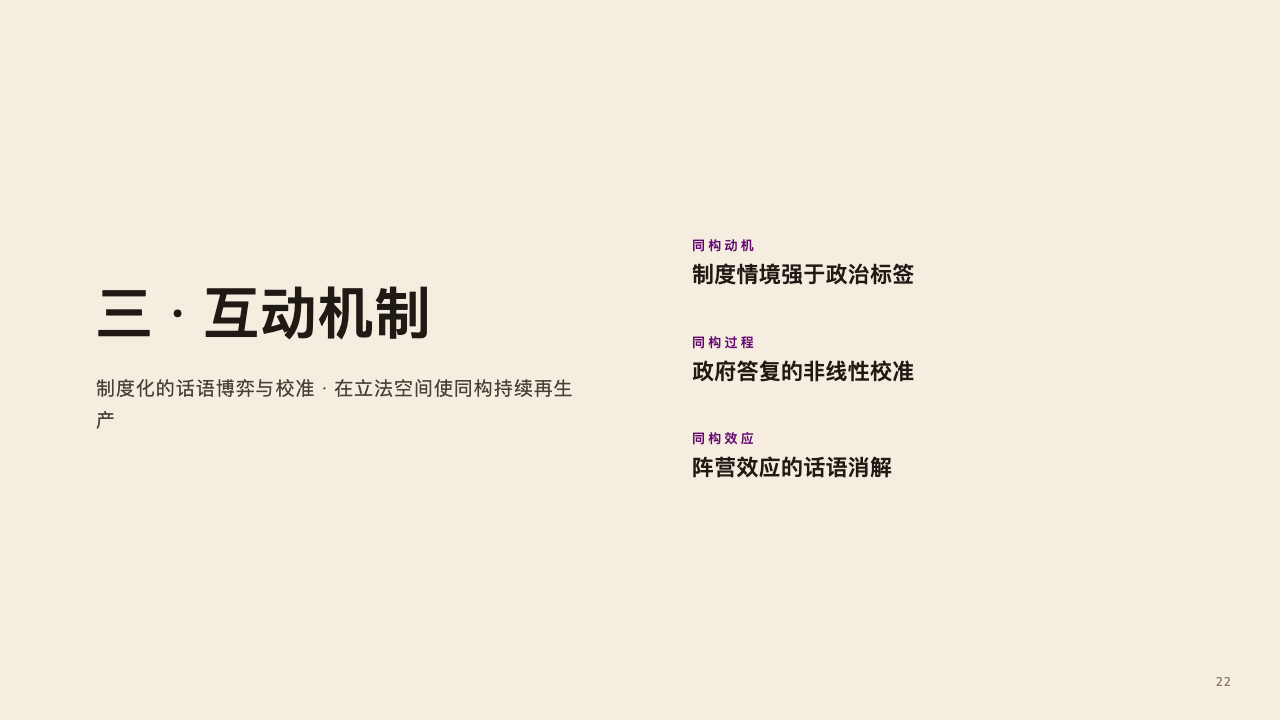 三 · 互动机制
制度化的话语博弈与校准 · 在立法空间使同构持续再生
产
同构动机
制度情境强于政治标签
同构过程
政府答复的非线性校准
同构效应
阵营效应的话语消解
22